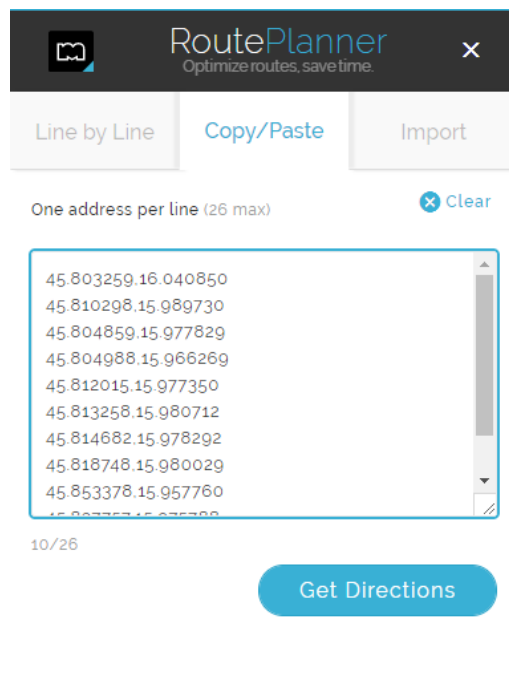 RoutePlanner
Optimize routes, save time.
Line by Line
Copy/Paste
Import
One address per line (26 max)
Clear
45.803259,16.040850
45.810298,15.989730
45.804859,15.977829
45.804988,15.966269
45.812015,15.977350
45.813258,15.980712
45.814682,15.978292
45.818748,15.980029
45.853378,15.957760
10/26
Get Directions